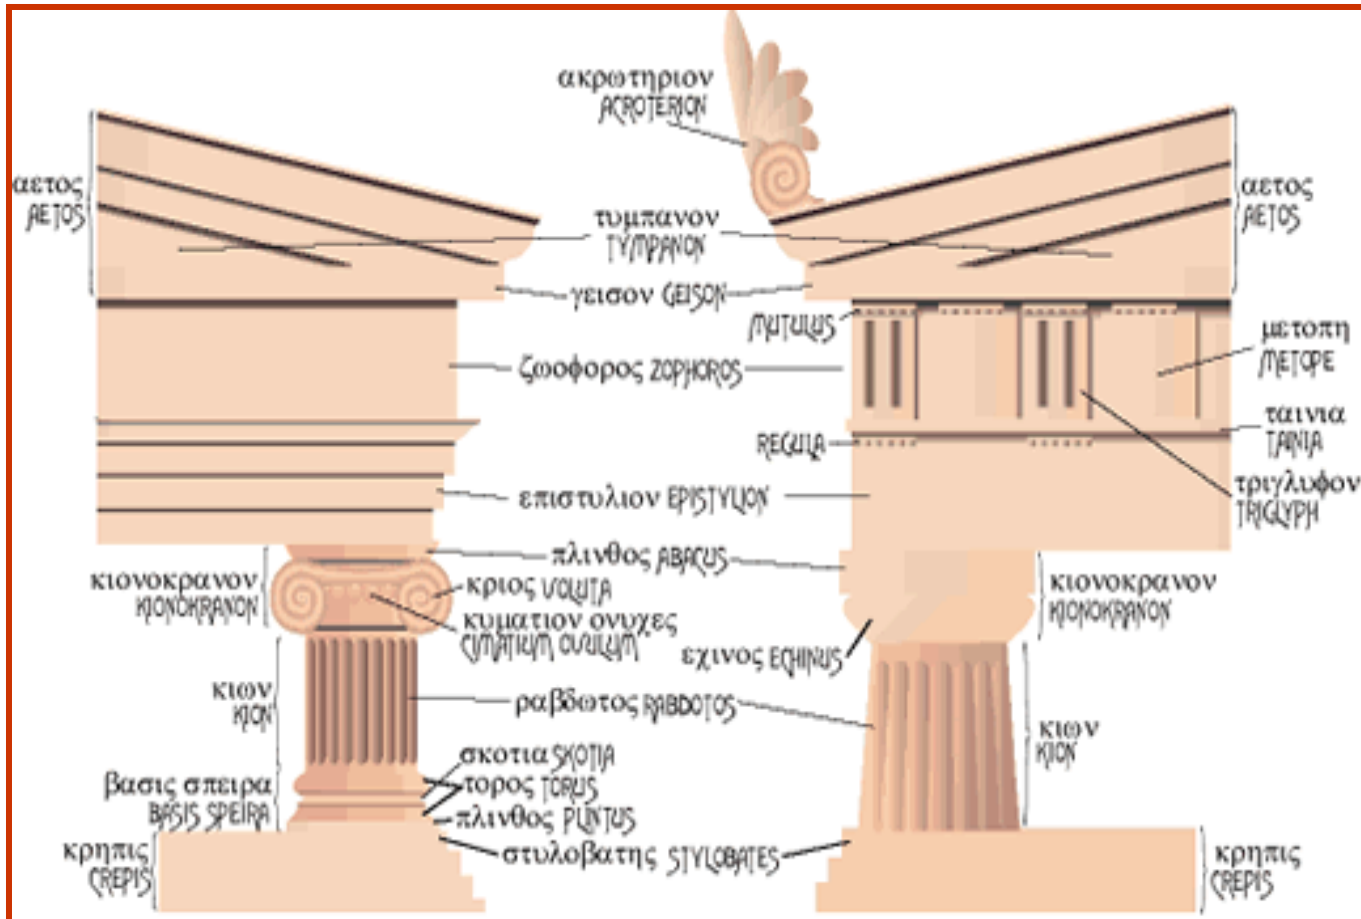 ακρωτηριον
ACROTERION
αετος
AETOS
αετος
AETOS
τυμπανον
TYMPANON
γεισον GEISON
MUTULUS
μετοπη
METOPE
ζωοφορος ZOPHOROS
ταινια
TAINIA
REGULA
τριγλυφον
TRIGLYPH
επιστυλιον EPISTYLION
πλινθος ABACUS
κιονοκρανον
KIONOKRANON
κριος VOLUTA
κιονοκρανον
KIONOKRANON
κυματιον ονυχες
CIMATIUM OVULUM
εχινος ECHINUS
κιων
KION
ραβδωτος RABDOTOS
κιων
KION
σκοτια SKOTIA
βασις σπειρα
BASIS SPEIRA
τορος TORUS
πλινθος PLINTUS
κρηπις
CREPIS
στυλοβατης STYLOBATES
κρηπις
CREPIS